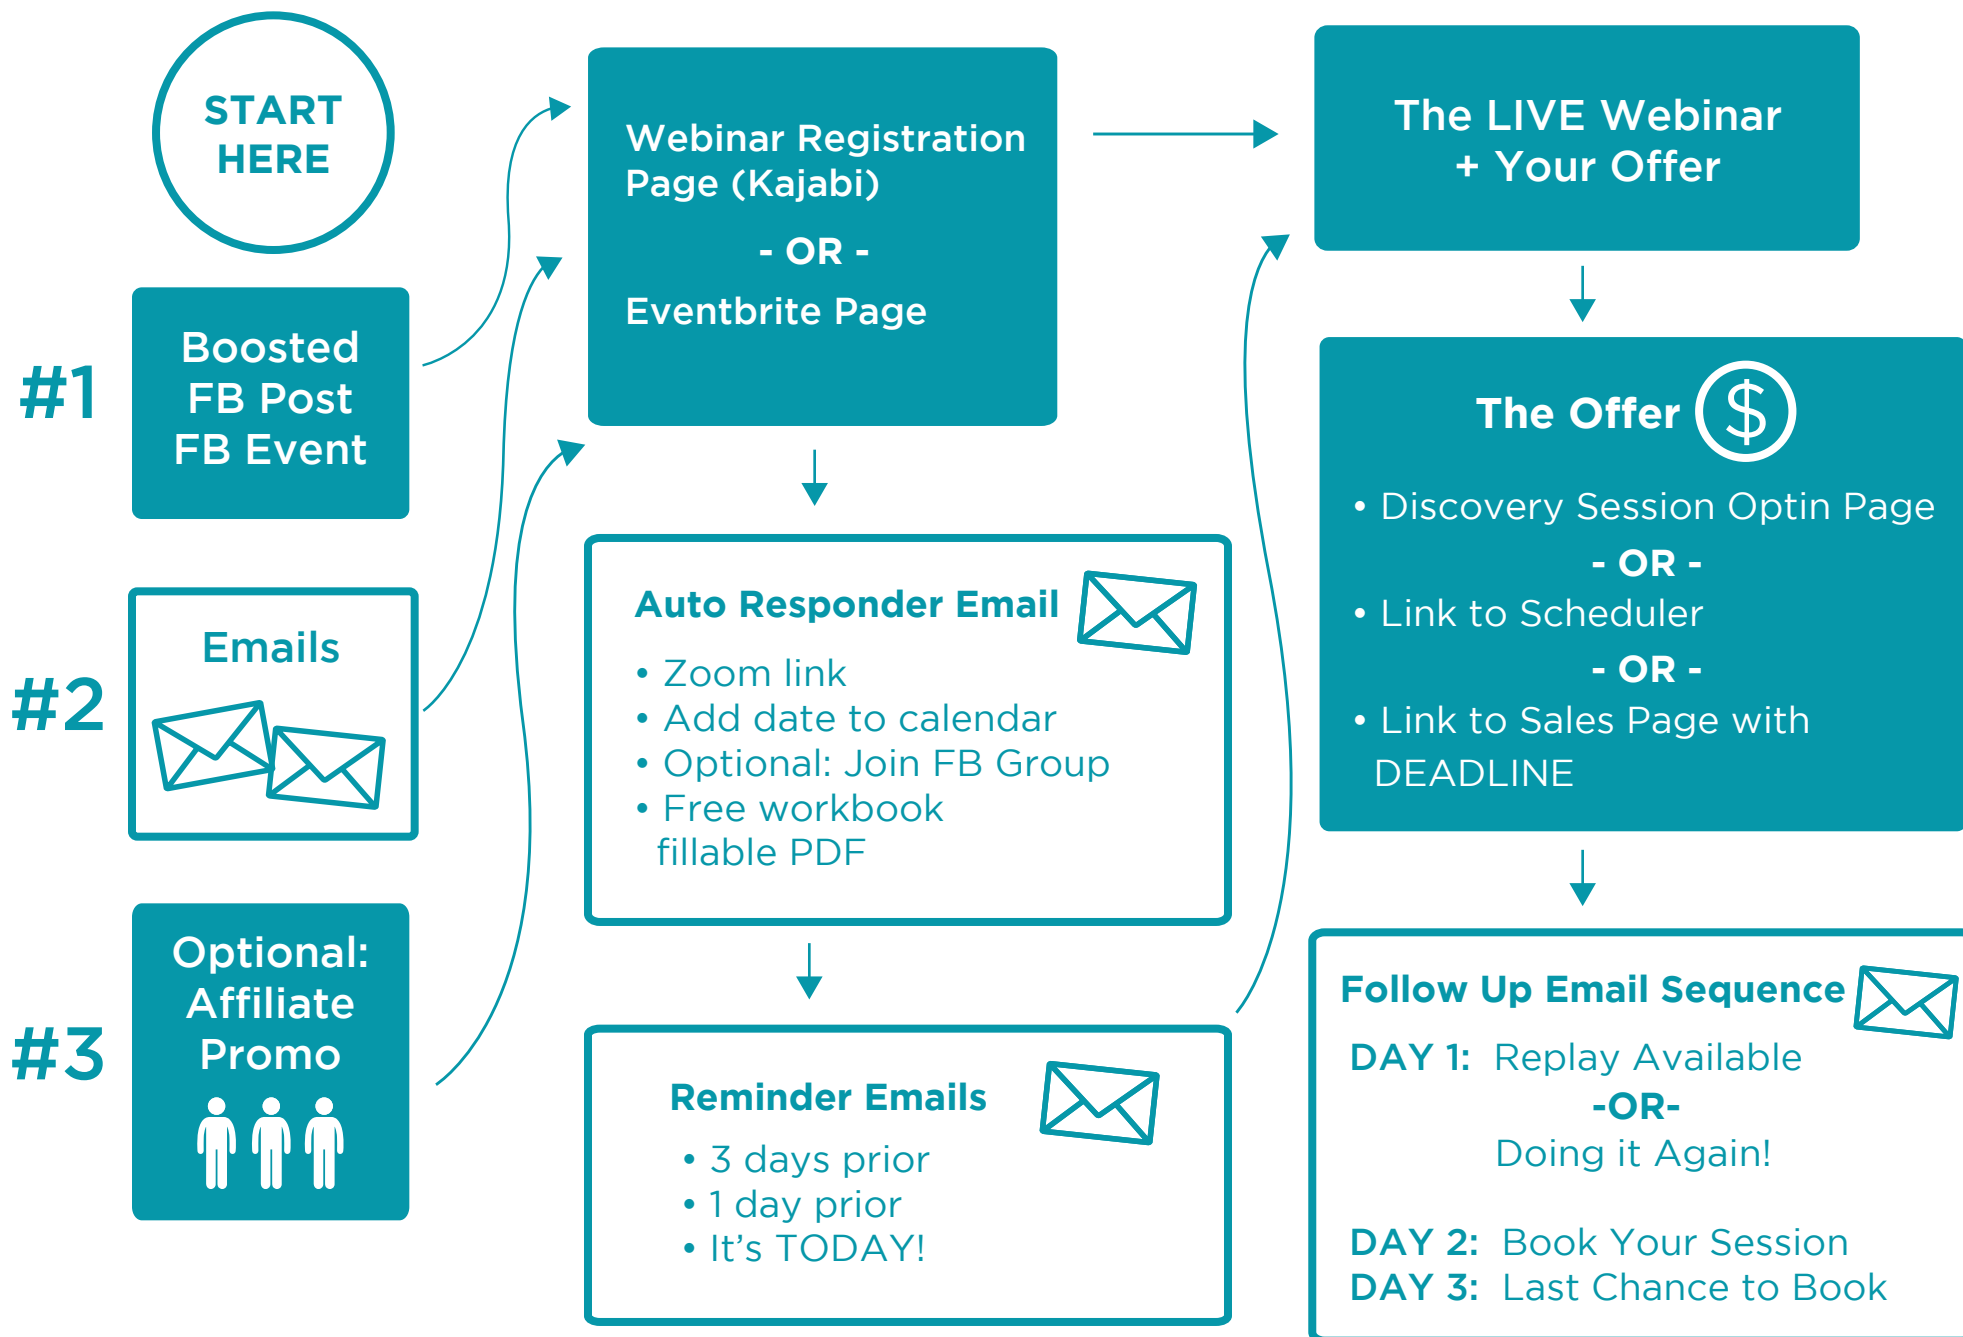 START
HERE
#1
Boosted
FB Post
FB Event
#2
Emails
#3
Optional:
Affiliate
Promo
Webinar Registration
Page (Kajabi)
- OR -
Eventbrite Page
Auto Responder Email
• Zoom link
• Add date to calendar
• Optional: Join FB Group
• Free workbook
fillable PDF
Reminder Emails
• 3 days prior
• 1 day prior
• It's TODAY!
The LIVE Webinar
+ Your Offer
The Offer $
• Discovery Session Optin Page
- OR -
• Link to Scheduler
- OR -
• Link to Sales Page with
DEADLINE
Follow Up Email Sequence
DAY 1: Replay Available
-OR-
Doing it Again!
DAY 2: Book Your Session
DAY 3: Last Chance to Book